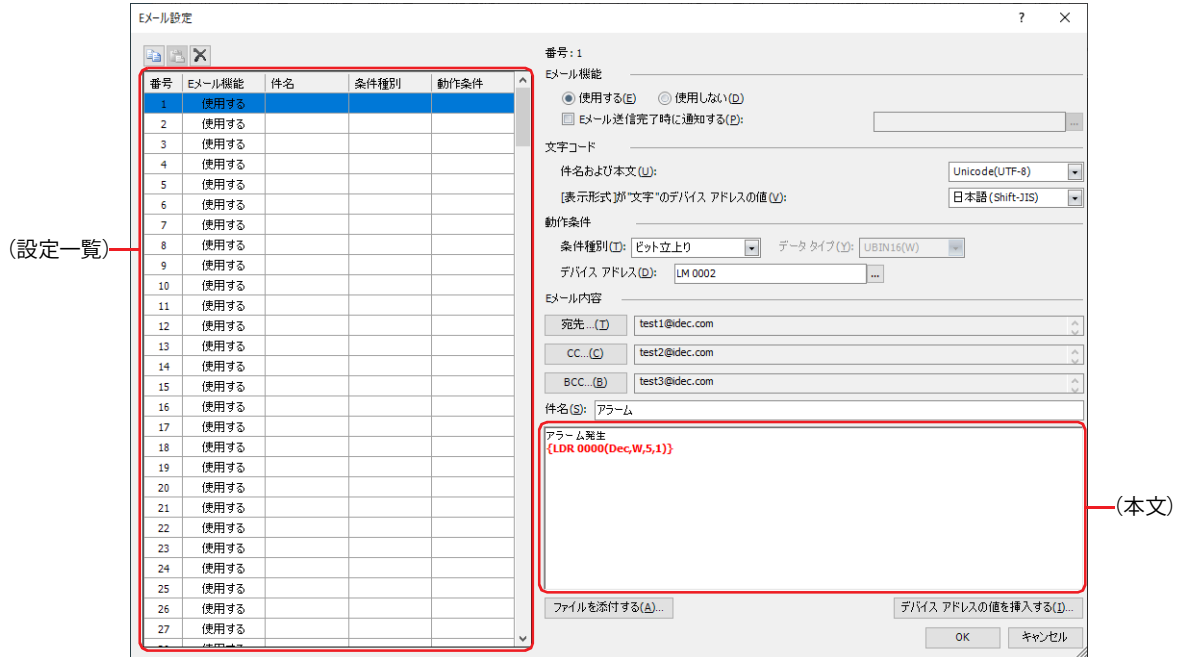 Eメール設定
?
番号 Eメール機能 件名 条件種別 動作条件
1 使用する
2 使用する
3 使用する
4 使用する
5 使用する
6 使用する
7 使用する
8 使用する
9 使用する
10 使用する
11 使用する
12 使用する
13 使用する
14 使用する
15 使用する
16 使用する
17 使用する
18 使用する
19 使用する
20 使用する
21 使用する
22 使用する
23 使用する
24 使用する
25 使用する
26 使用する
27 使用する
(設定一覧)
番号:1
Eメール機能
使用する(E) 使用しない(D)
Eメール送信完了時に通知する(P): ...
文字コード
件名および本文(U): Unicode(UTF-8)
[表示形式]が"文字"のデバイス アドレスの値(V): 日本語(Shift-JIS)
動作条件
条件種別(T): ビット立上り データ タイプ(Y): UBIN16(W)
デバイス アドレス(D): LM 0002 ...
Eメール内容
宛先...(T) test1@idec.com
CC...(C) test2@idec.com
BCC...(B) test3@idec.com
件名(S): アラーム
アラーム発生
{LDR 0000(Dec,W,5,1)}
(本文)
ファイルを添付する(A)... デバイス アドレスの値を挿入する(I)...
OK キャンセル